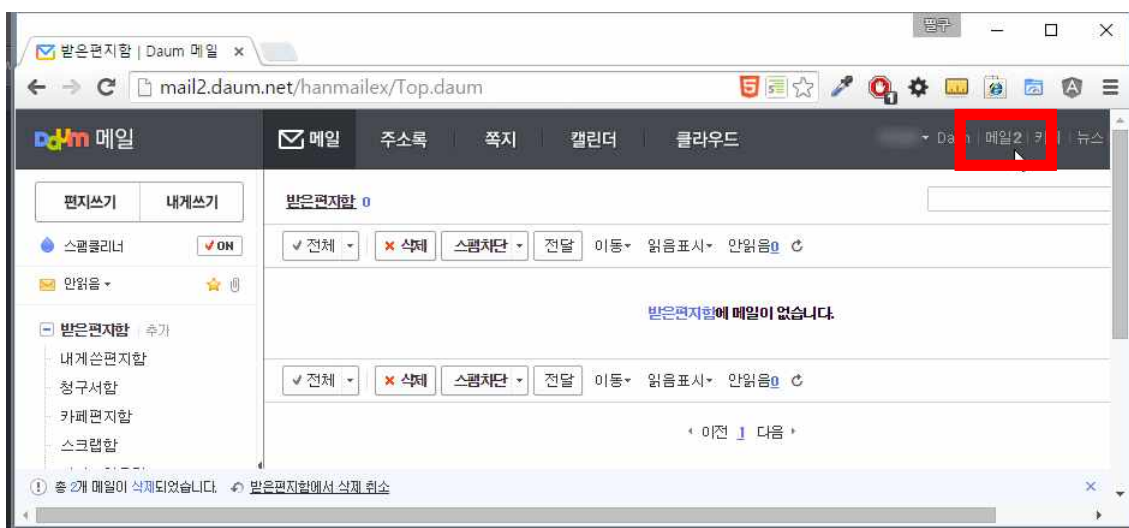 필구
받은편지함 | Daum 메일 ×
mail2.daum.net/hanmailex/Top.daum
Daum 메일 메일 주소록 쪽지 캘린더 클라우드 메일2 뉴스
편지쓰기 내게쓰기 받은편지함 0
스팸클리너 ON 전체 × 삭제 스팸차단 전달 이동 읽음표시 안읽음0
안읽음
받은편지함에 메일이 없습니다.
받은편지함 추가
내게쓴편지함
청구서함 전체 × 삭제 스팸차단 전달 이동 읽음표시 안읽음0
카페편지함
이전 1 다음
스크랩함
총 2개 메일이 삭제되었습니다. 받은편지함에서 삭제 취소 ×